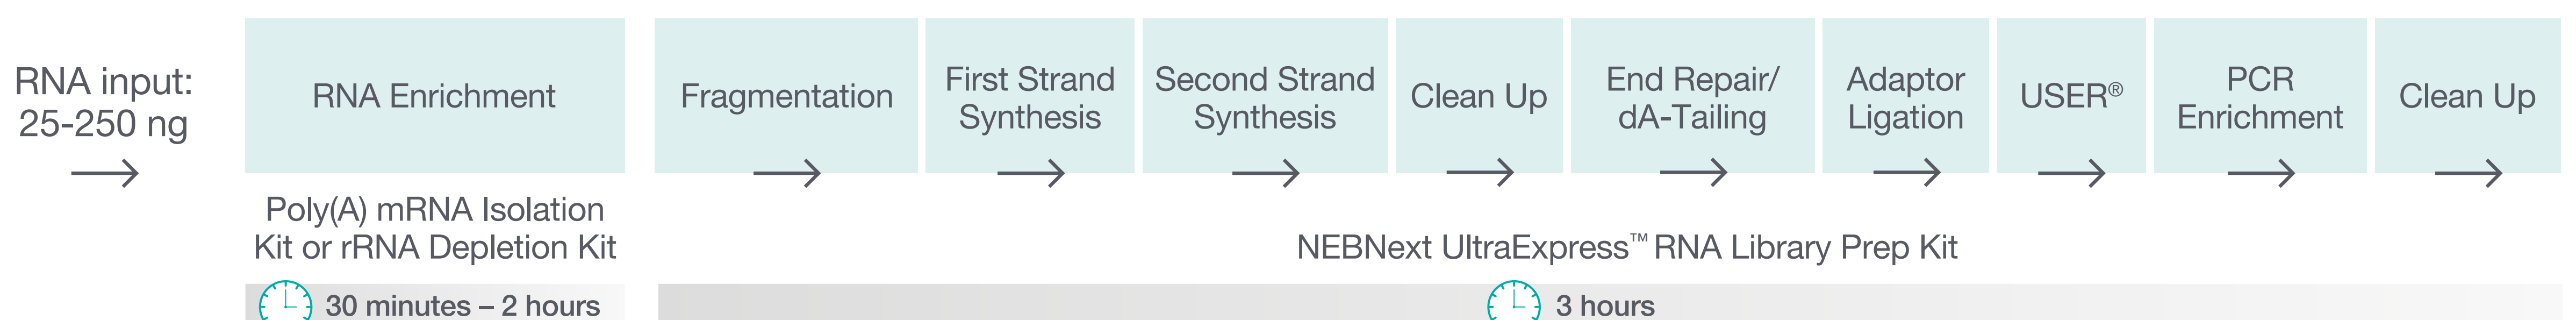 RNA input:
25-250 ng
RNA Enrichment
Poly(A) mRNA Isolation
Kit or rRNA Depletion Kit
30 minutes – 2 hours
Fragmentation
First Strand
Synthesis
Second Strand
Synthesis
Clean Up
End Repair/
dA-Tailing
Adaptor
Ligation
USER®
PCR
Enrichment
Clean Up
NEBNext UltraExpress™ RNA Library Prep Kit
3 hours